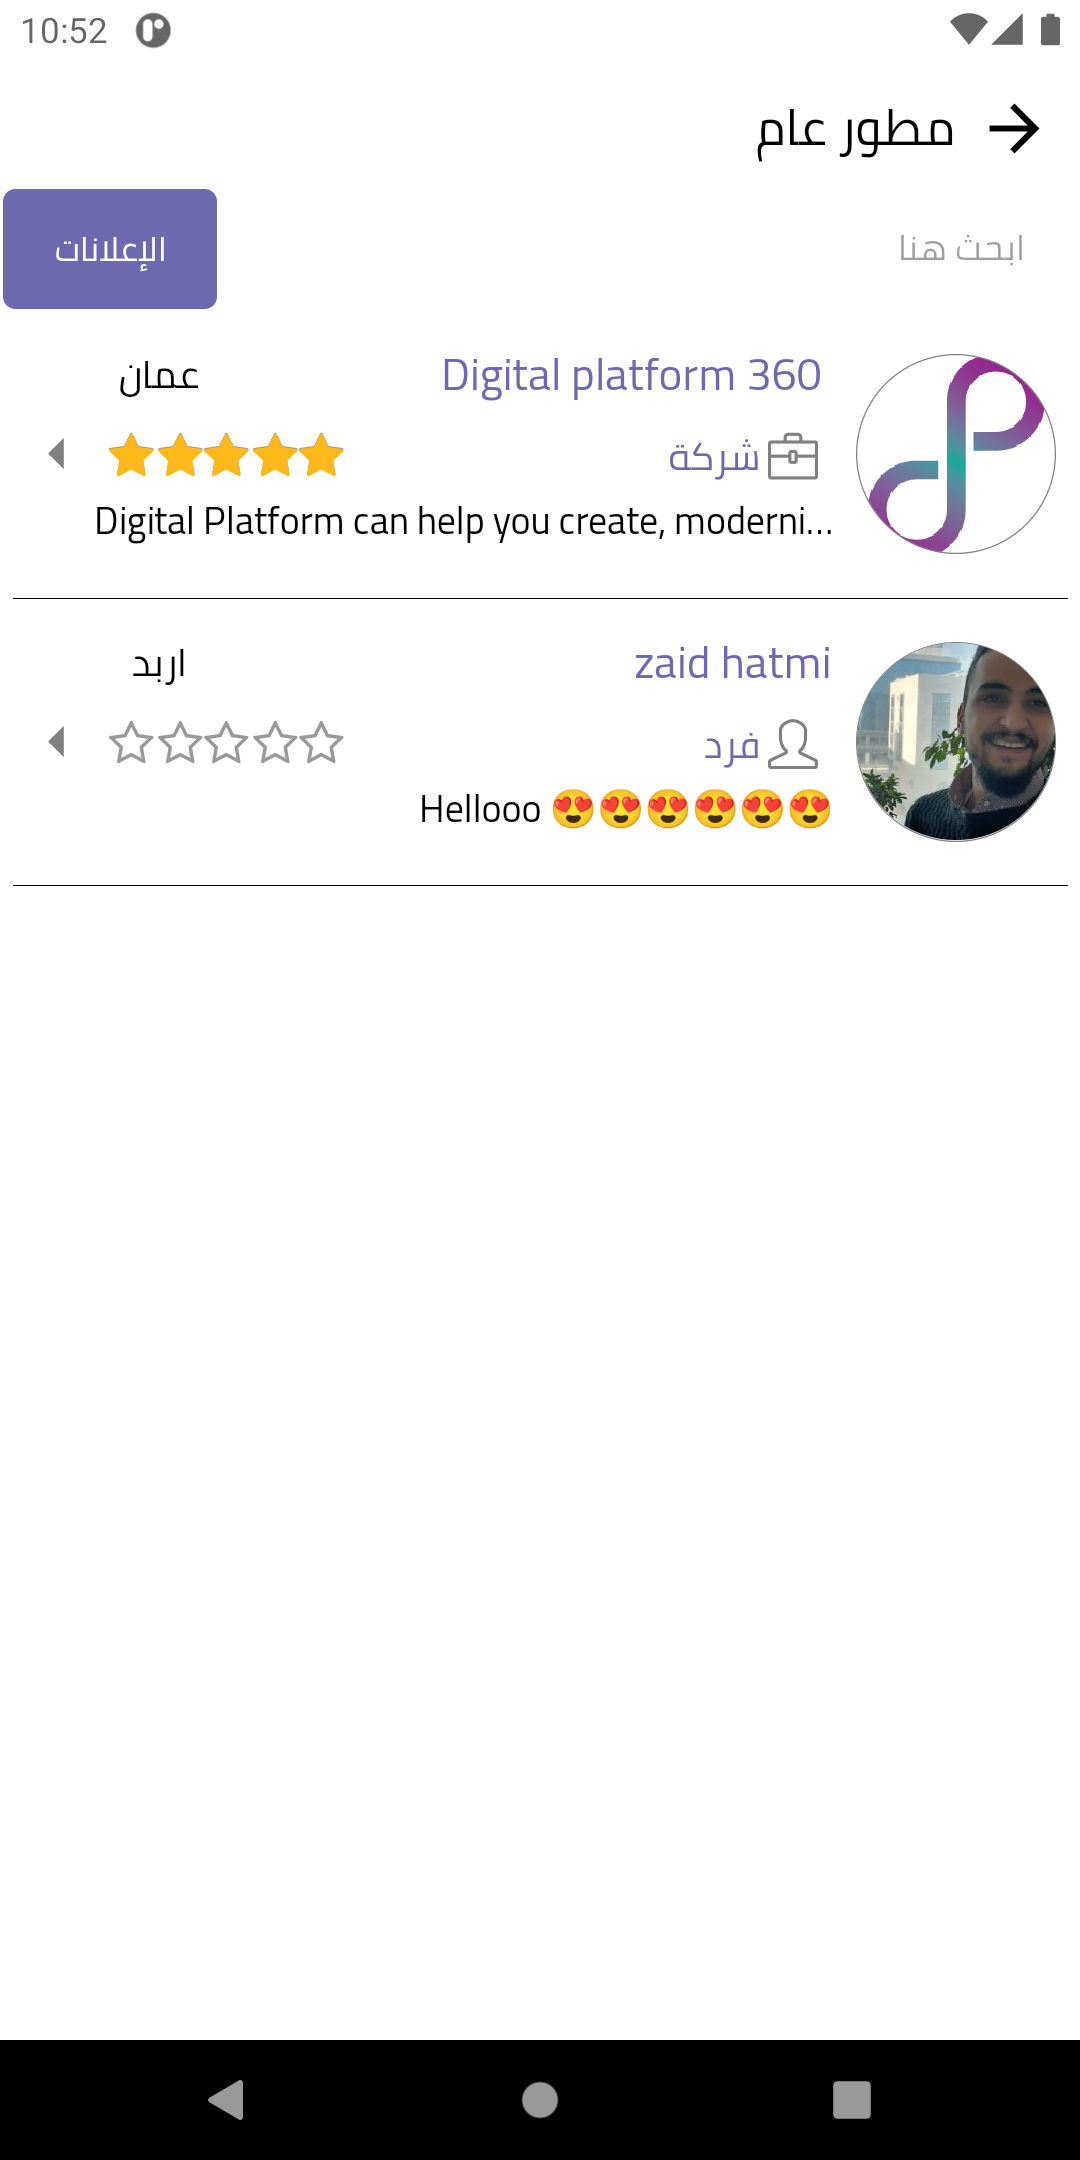 10:52
مطور عام
ابحث هنا
الإعلانات
Digital platform 360
عمان
شركة
Digital Platform can help you create, moderni...
zaid hatmi
اربد
فرد
Hellooo 😍😍😍😍😍😍